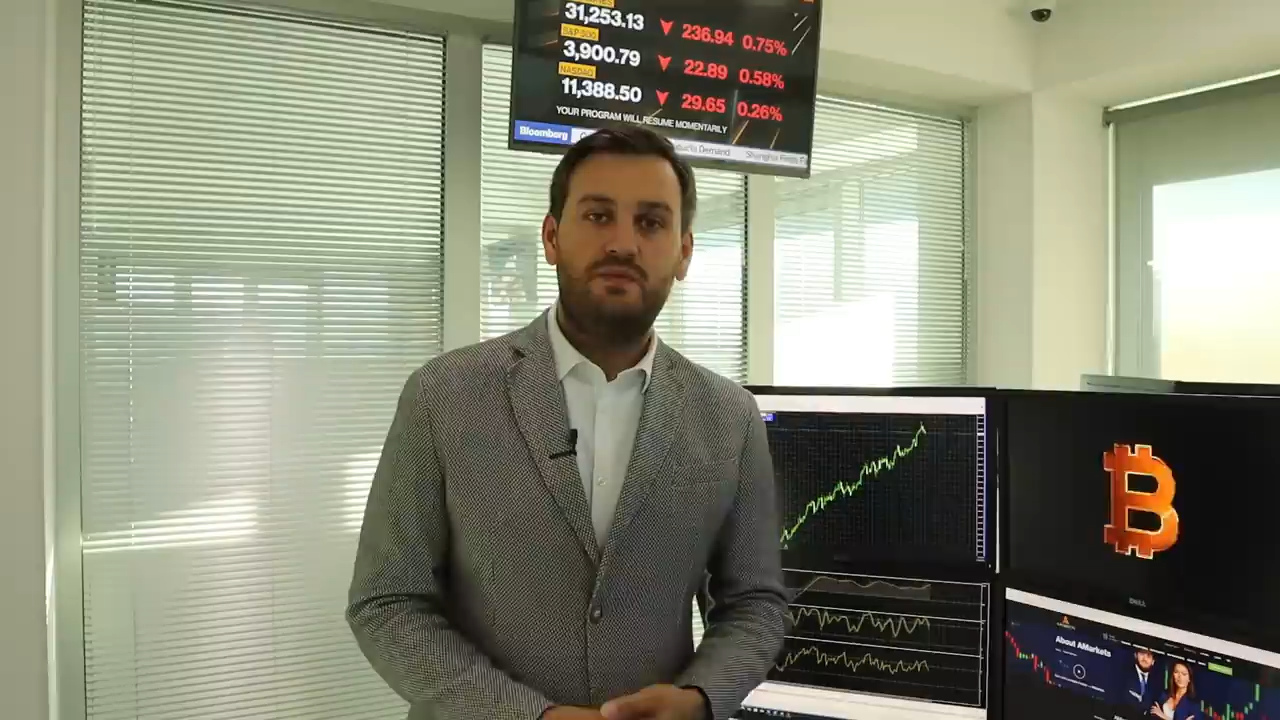 31,253.13 236.94 0.75%
S&P 500
3,900.79 22.89 0.58%
NASDAQ
11,388.50 29.65 0.26%
YOUR PROGRAM WILL RESUME MOMENTARILY
Bloomberg Demand Shanghai
About AMarkets